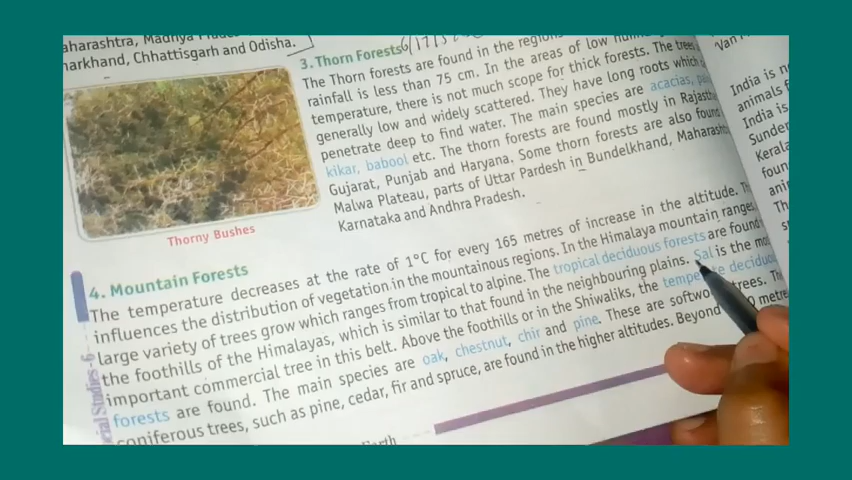 aharashtra, Madhya
harkhand, Chhattisgarh and Odisha.
Thorny Bushes
3. Thorn Forests
The Thorn forests are found in the regions
rainfall is less than 75 cm. In the areas of low
temperature, there is not much scope for thick forests. The trees
generally low and widely scattered. They have long roots which
penetrate deep to find water. The main species are acacias,
kikar, babool etc. The thorn forests are found mostly in Rajasth
Gujarat, Punjab and Haryana. Some thorn forests are also found
Malwa Plateau, parts of Uttar Pardesh in Bundelkhand, Maharasht
Karnataka and Andhra Pradesh.
4. Mountain Forests
The temperature decreases at the rate of 1°C for every 165 metres of increase in the altitude. Th
influences the distribution of vegetation in the mountainous regions. In the Himalaya mountain ranges
large variety of trees grow which ranges from tropical to alpine. The tropical deciduous forests are found
the foothills of the Himalayas, which is similar to that found in the neighbouring plains. Sal is the mo
important commercial tree in this belt. Above the foothills or in the Shiwaliks, the temperate deciduou
forests are found. The main species are oak, chestnut, chir and pine. These are softwo trees. Th
coniferous trees, such as pine, cedar, fir and spruce, are found in the higher altitudes. Beyond 0 metre
cial Studies - 6
Earth
'Van
India is n
animals f
India is
Sunder
Kerala
foun
ani
Th